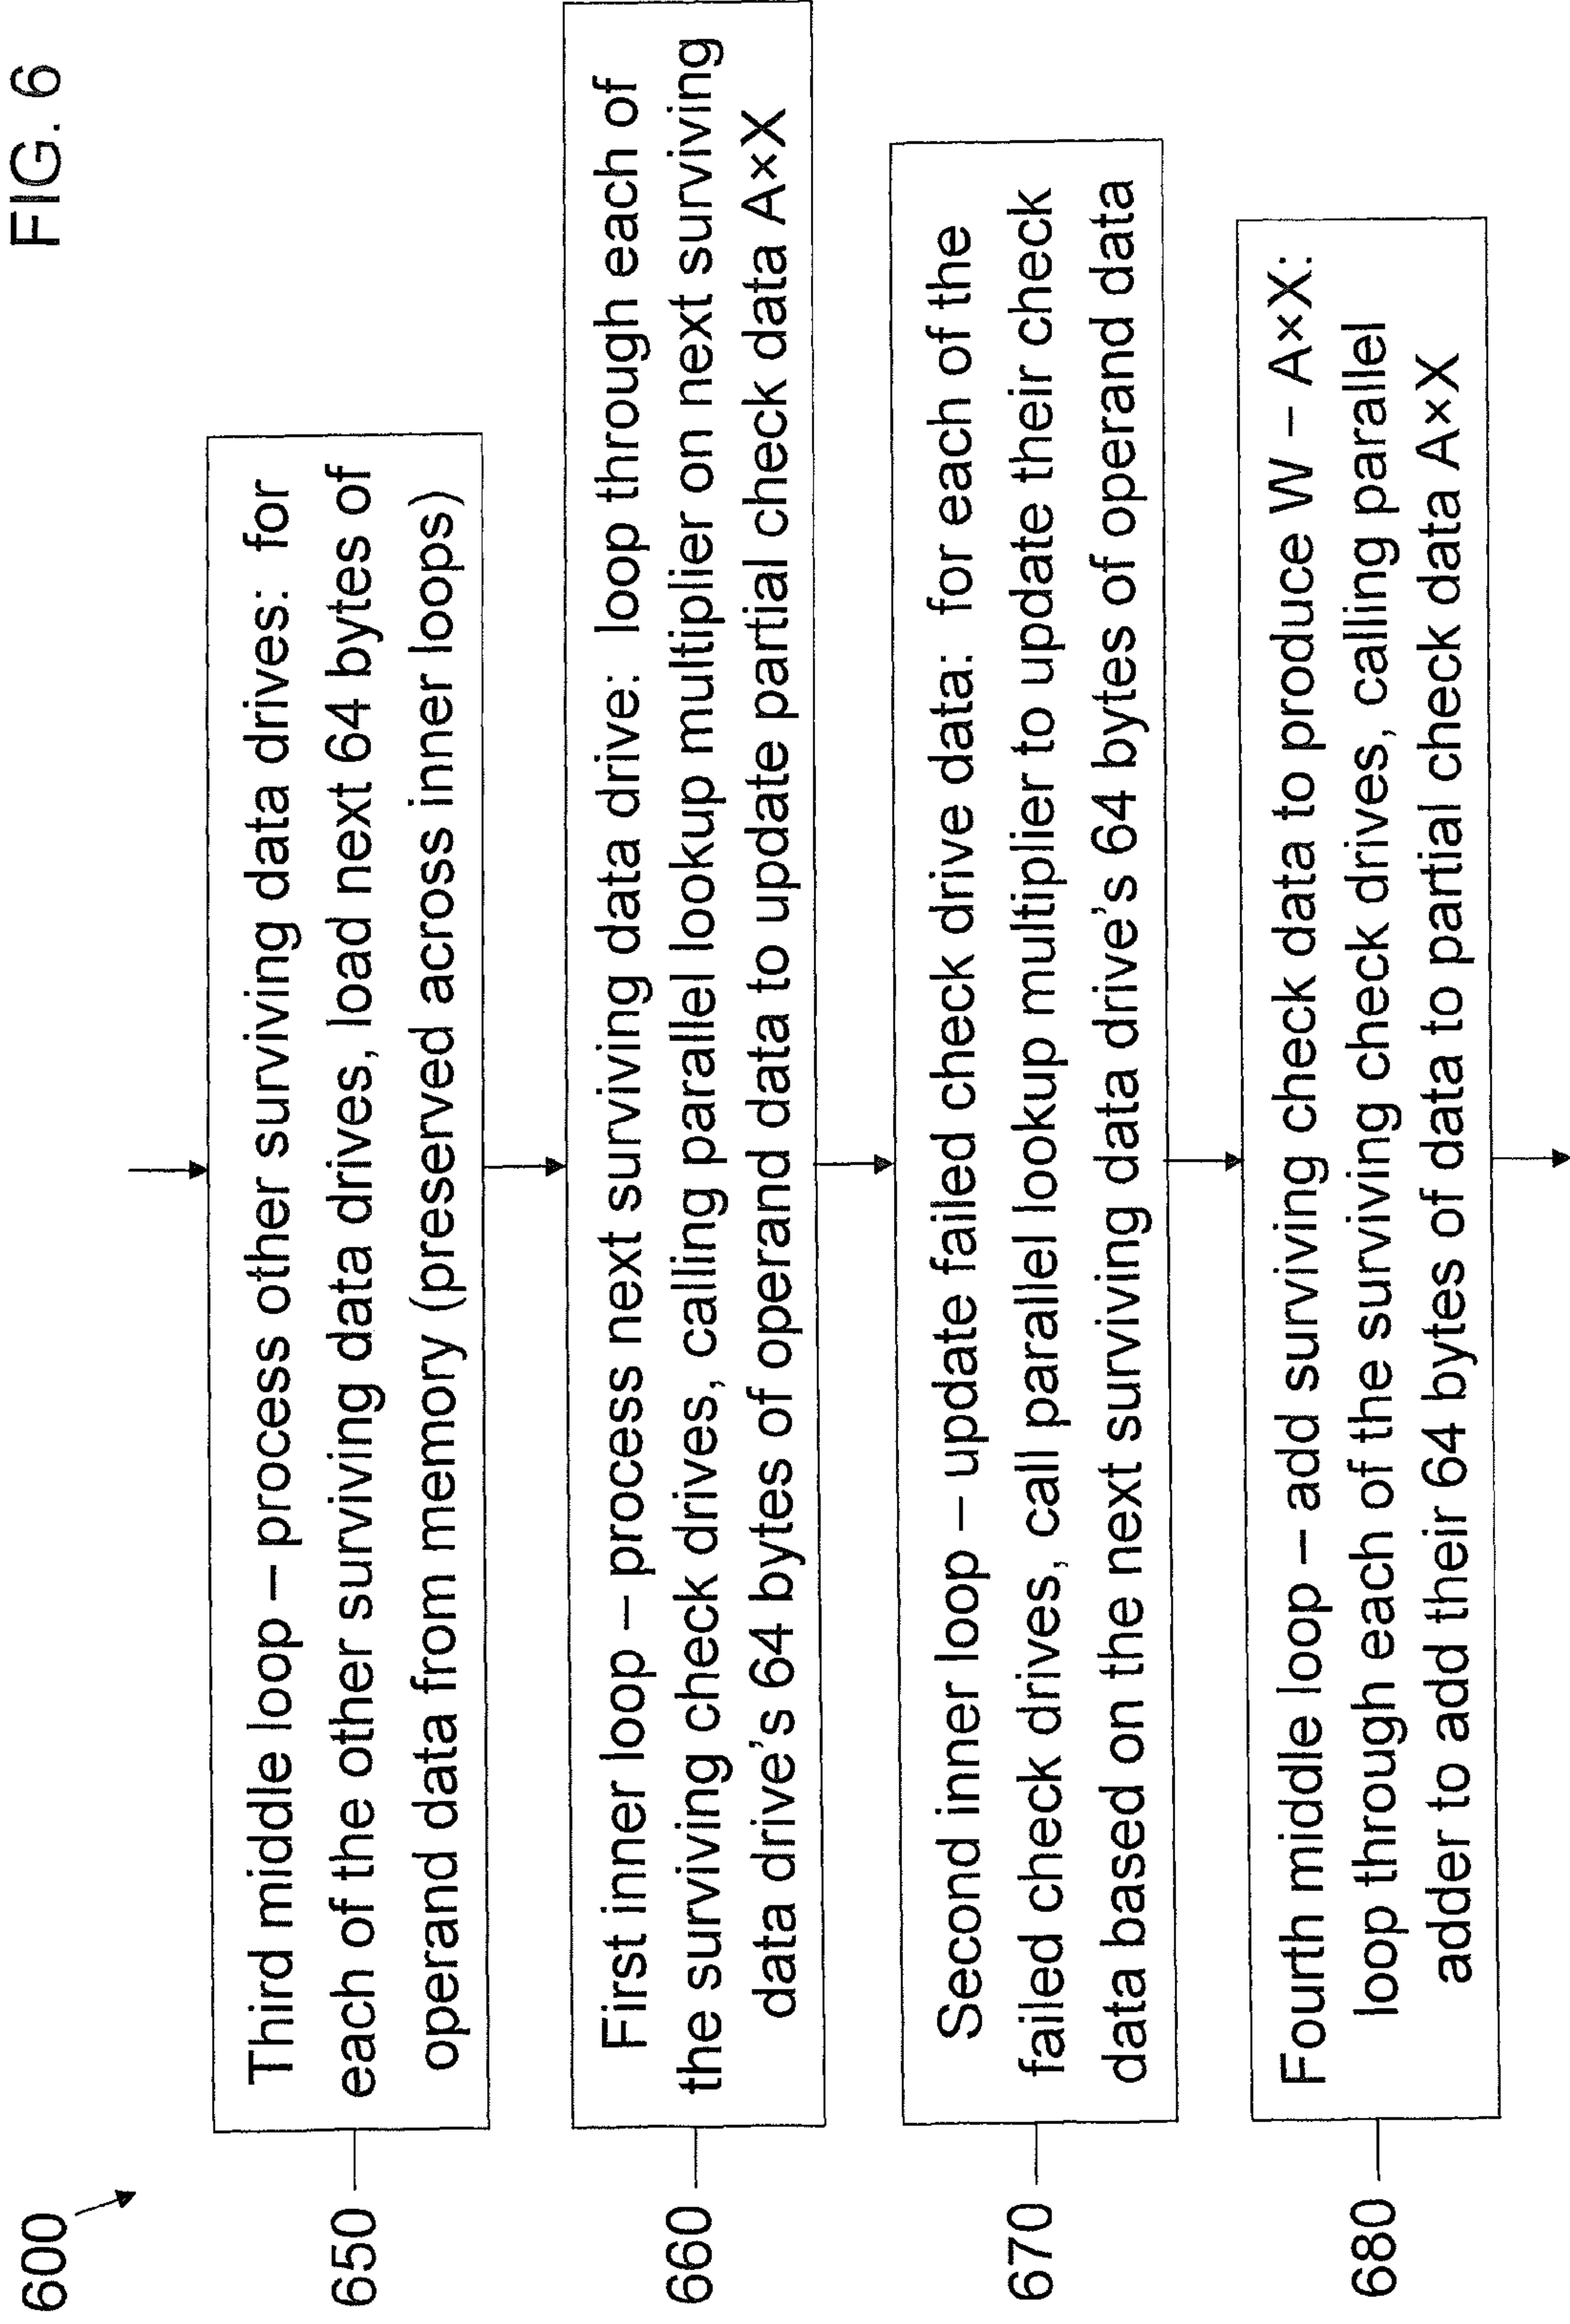 FIG. 6
600
650
Third middle loop – process other surviving data drives: for
each of the other surviving data drives, load next 64 bytes of
operand data from memory (preserved across inner loops)
660
First inner loop – process next surviving data drive: loop through each of
the surviving check drives, calling parallel lookup multiplier on next surviving
data drive's 64 bytes of operand data to update partial check data A×X
670
Second inner loop – update failed check drive data: for each of the
failed check drives, call parallel lookup multiplier to update their check
data based on the next surviving data drive's 64 bytes of operand data
680
Fourth middle loop – add surviving check data to produce W – A×X:
loop through each of the surviving check drives, calling parallel
adder to add their 64 bytes of data to partial check data A×X